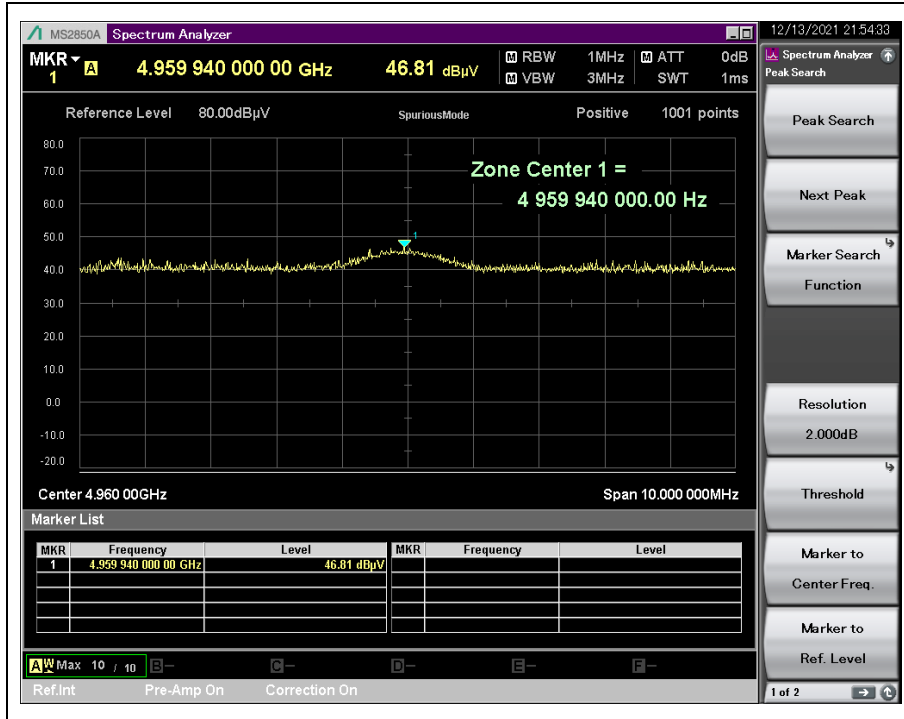 MS2850A Spectrum Analyzer
12/13/2021 21:54:33
MKR 1 A 4.959 940 000 00 GHz 46.81 dBµV
M RBW 1MHz M ATT 0dB
M VBW 3MHz SWT 1ms
Reference Level 80.00dBµV SpuriousMode Positive 1001 points
80.0
70.0
60.0
50.0
40.0
30.0
20.0
10.0
0.0
-10.0
-20.0
Zone Center 1 =
4 959 940 000.00 Hz
1
Center 4.960 00GHz Span 10.000 000MHz
Marker List
MKR Frequency Level MKR Frequency Level
1 4.959 940 000 00 GHz 46.81 dBµV
A W Max 10 / 10 B- C- D- E- F-
Ref.Int Pre-Amp On Correction On
Spectrum Analyzer
Peak Search
Peak Search
Next Peak
Marker Search
Function
Resolution
2.000dB
Threshold
Marker to
Center Freq.
Marker to
Ref. Level
1 of 2